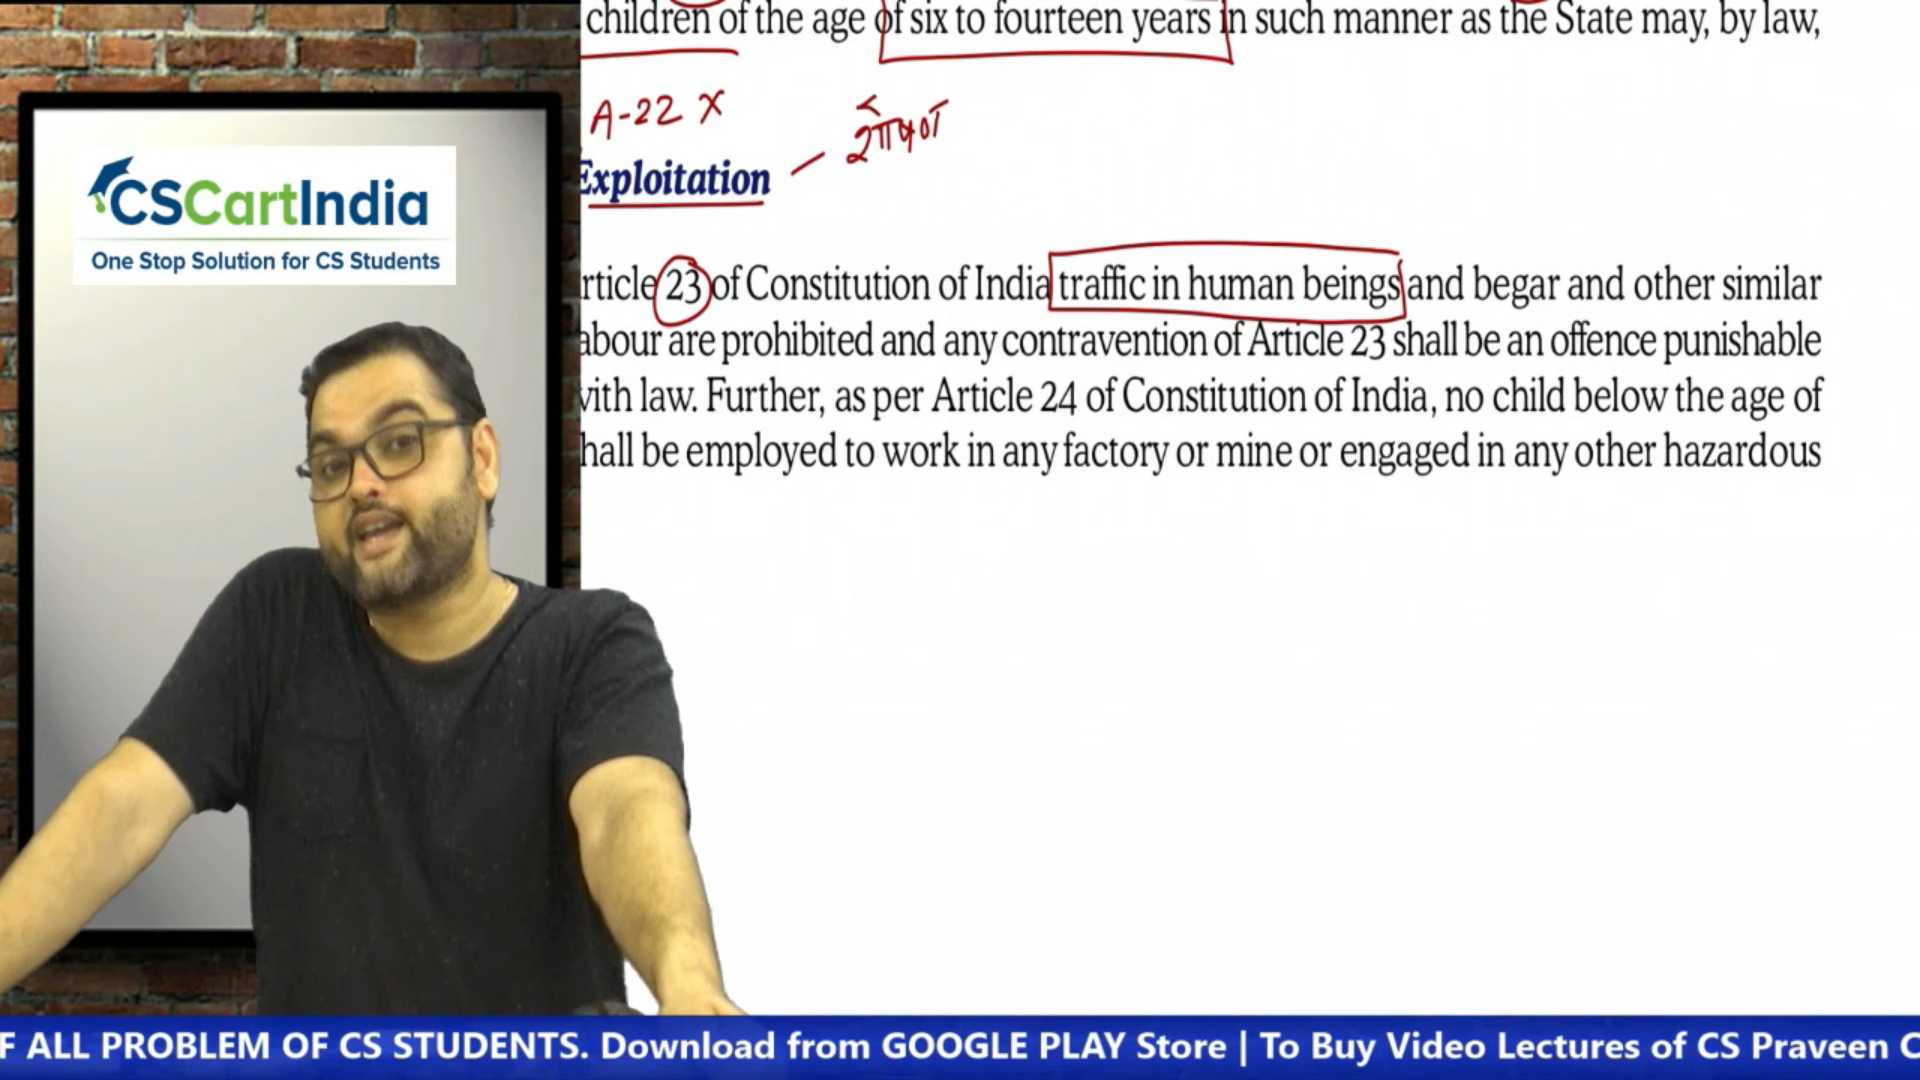 children of the age of six to fourteen years in such manner as the State may, by law,
A-22 X
शोषण
Exploitation
CSCartIndia
One Stop Solution for CS Students
rticle 23 of Constitution of India traffic in human beings and begar and other similar
abour are prohibited and any contravention of Article 23 shall be an offence punishable
with law. Further, as per Article 24 of Constitution of India, no child below the age of
hall be employed to work in any factory or mine or engaged in any other hazardous
F ALL PROBLEM OF CS STUDENTS. Download from GOOGLE PLAY Store | To Buy Video Lectures of CS Praveen C